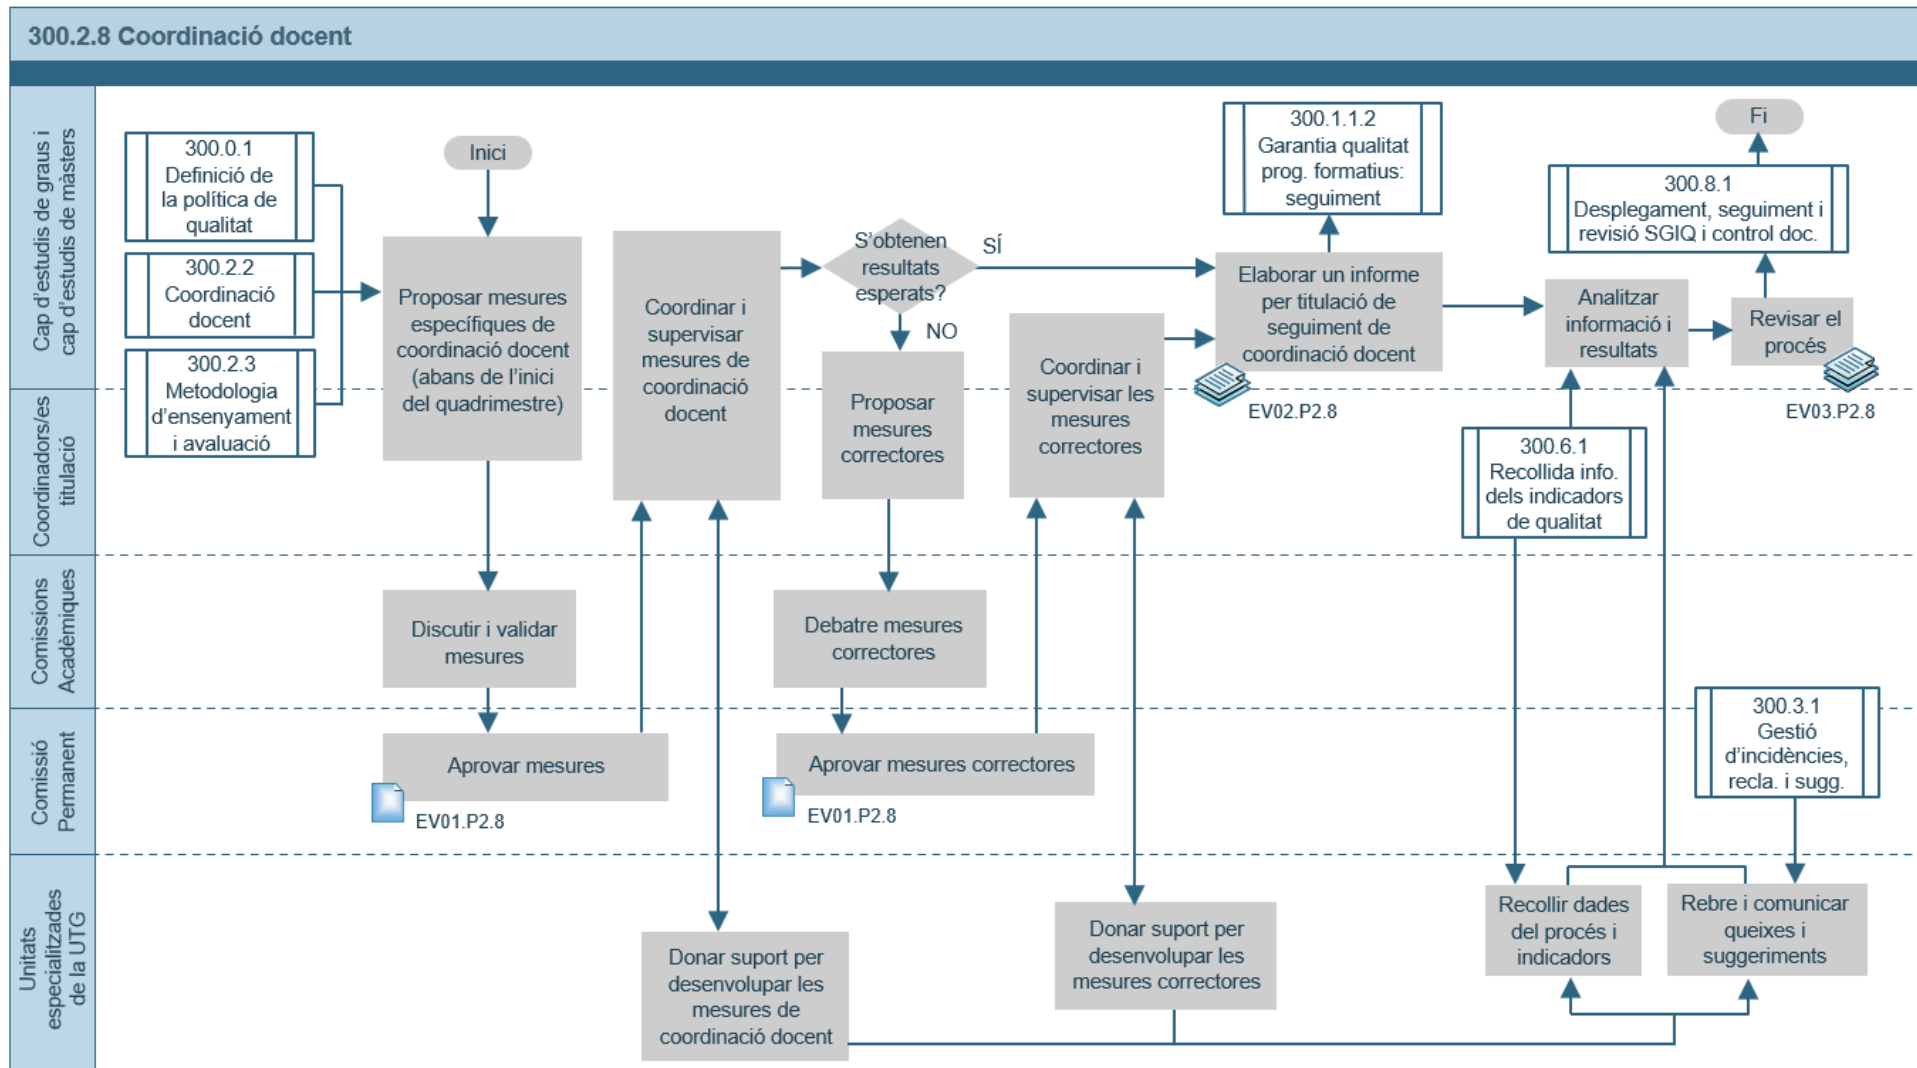 300.2.8 Coordinació docent
Cap d'estudis de graus i
cap d'estudis de màsters
300.0.1
Definició de
la política de
qualitat
300.2.2
Coordinació
docent
300.2.3
Metodologia
d'ensenyament
i avaluació
Inici
Proposar mesures
específiques de
coordinació docent
(abans de l'inici
del quadrimestre)
Coordinar i
supervisar
mesures de
coordinació
docent
S'obtenen
resultats
esperats?
SÍ
NO
Proposar
mesures
correctores
Coordinar i
supervisar les
mesures
correctores
300.1.1.2
Garantia qualitat
prog. formatius:
seguiment
Elaborar un informe
per titulació de
seguiment de
coordinació docent
EV02.P2.8
Analitzar
informació i
resultats
Fi
300.8.1
Desplegament, seguiment i
revisió SGIQ i control doc.
Revisar el
procés
EV03.P2.8
Coordinadors/es
titulació
300.6.1
Recollida info.
dels indicadors
de qualitat
Comissions
Acadèmiques
Discutir i validar
mesures
Debatre mesures
correctores
Comissió
Permanent
Aprovar mesures
EV01.P2.8
Aprovar mesures correctores
EV01.P2.8
300.3.1
Gestió
d'incidències,
recla. i sugg.
Unitats
especialitzades
de la UTG
Donar suport per
desenvolupar les
mesures de
coordinació docent
Donar suport per
desenvolupar les
mesures correctores
Recollir dades
del procés i
indicadors
Rebre i comunicar
queixes i
suggeriments